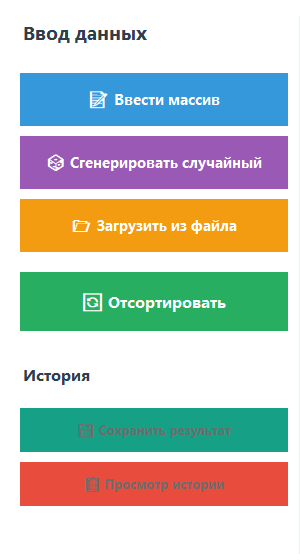 Ввод данных
Ввести массив
Сгенерировать случайный
Загрузить из файла
Отсортировать
История
Сохранить результат
Просмотр истории